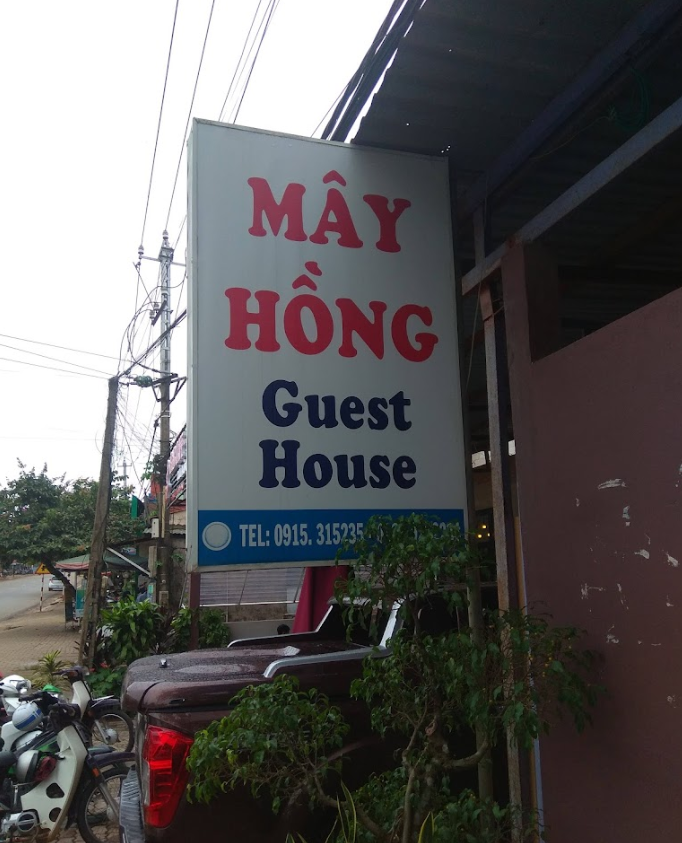 MÂY
HỒNG
Guest
House
TEL: 0915. 315235